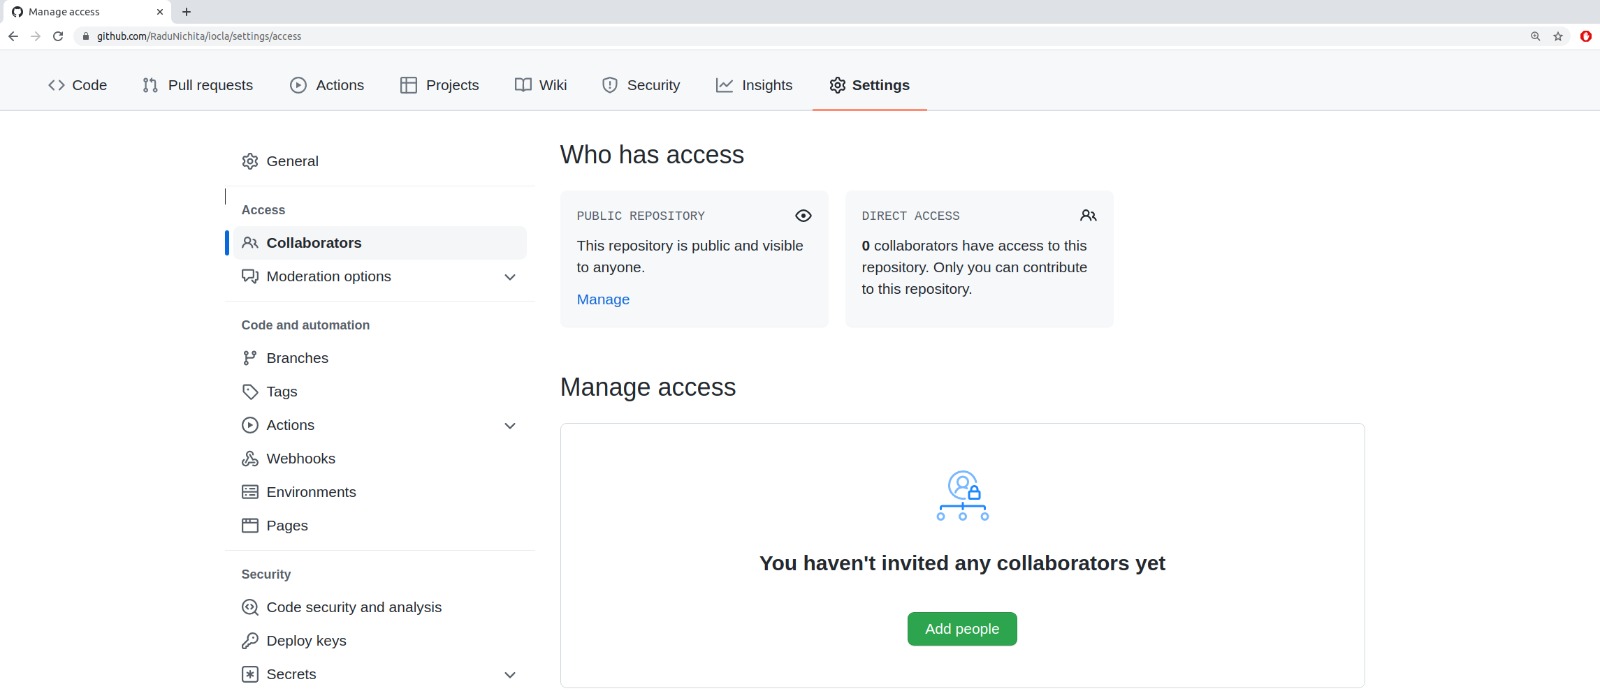 Manage access
github.com/RaduNichita/iocla/settings/access
Code
Pull requests
Actions
Projects
Wiki
Security
Insights
Settings
General
Access
Collaborators
Moderation options
Code and automation
Branches
Tags
Actions
Webhooks
Environments
Pages
Security
Code security and analysis
Deploy keys
Secrets
Who has access
PUBLIC REPOSITORY
This repository is public and visible
to anyone.
Manage
DIRECT ACCESS
0 collaborators have access to this
repository. Only you can contribute
to this repository.
Manage access
You haven't invited any collaborators yet
Add people